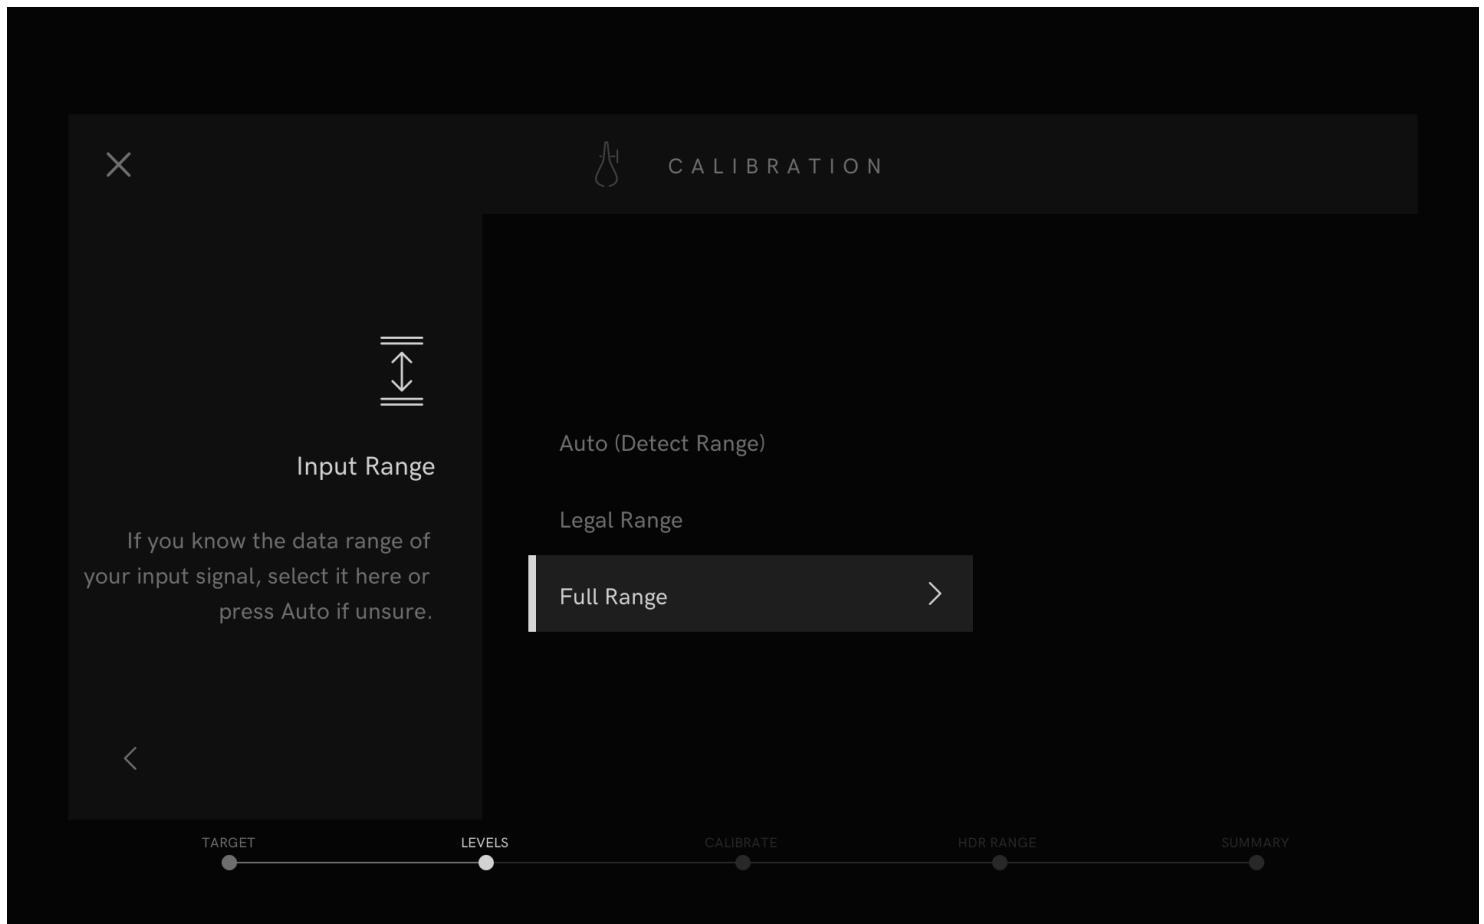 CALIBRATION
Input Range
If you know the data range of
your input signal, select it here or
press Auto if unsure.
Auto (Detect Range)
Legal Range
Full Range
TARGET
LEVELS
CALIBRATE
HDR RANGE
SUMMARY